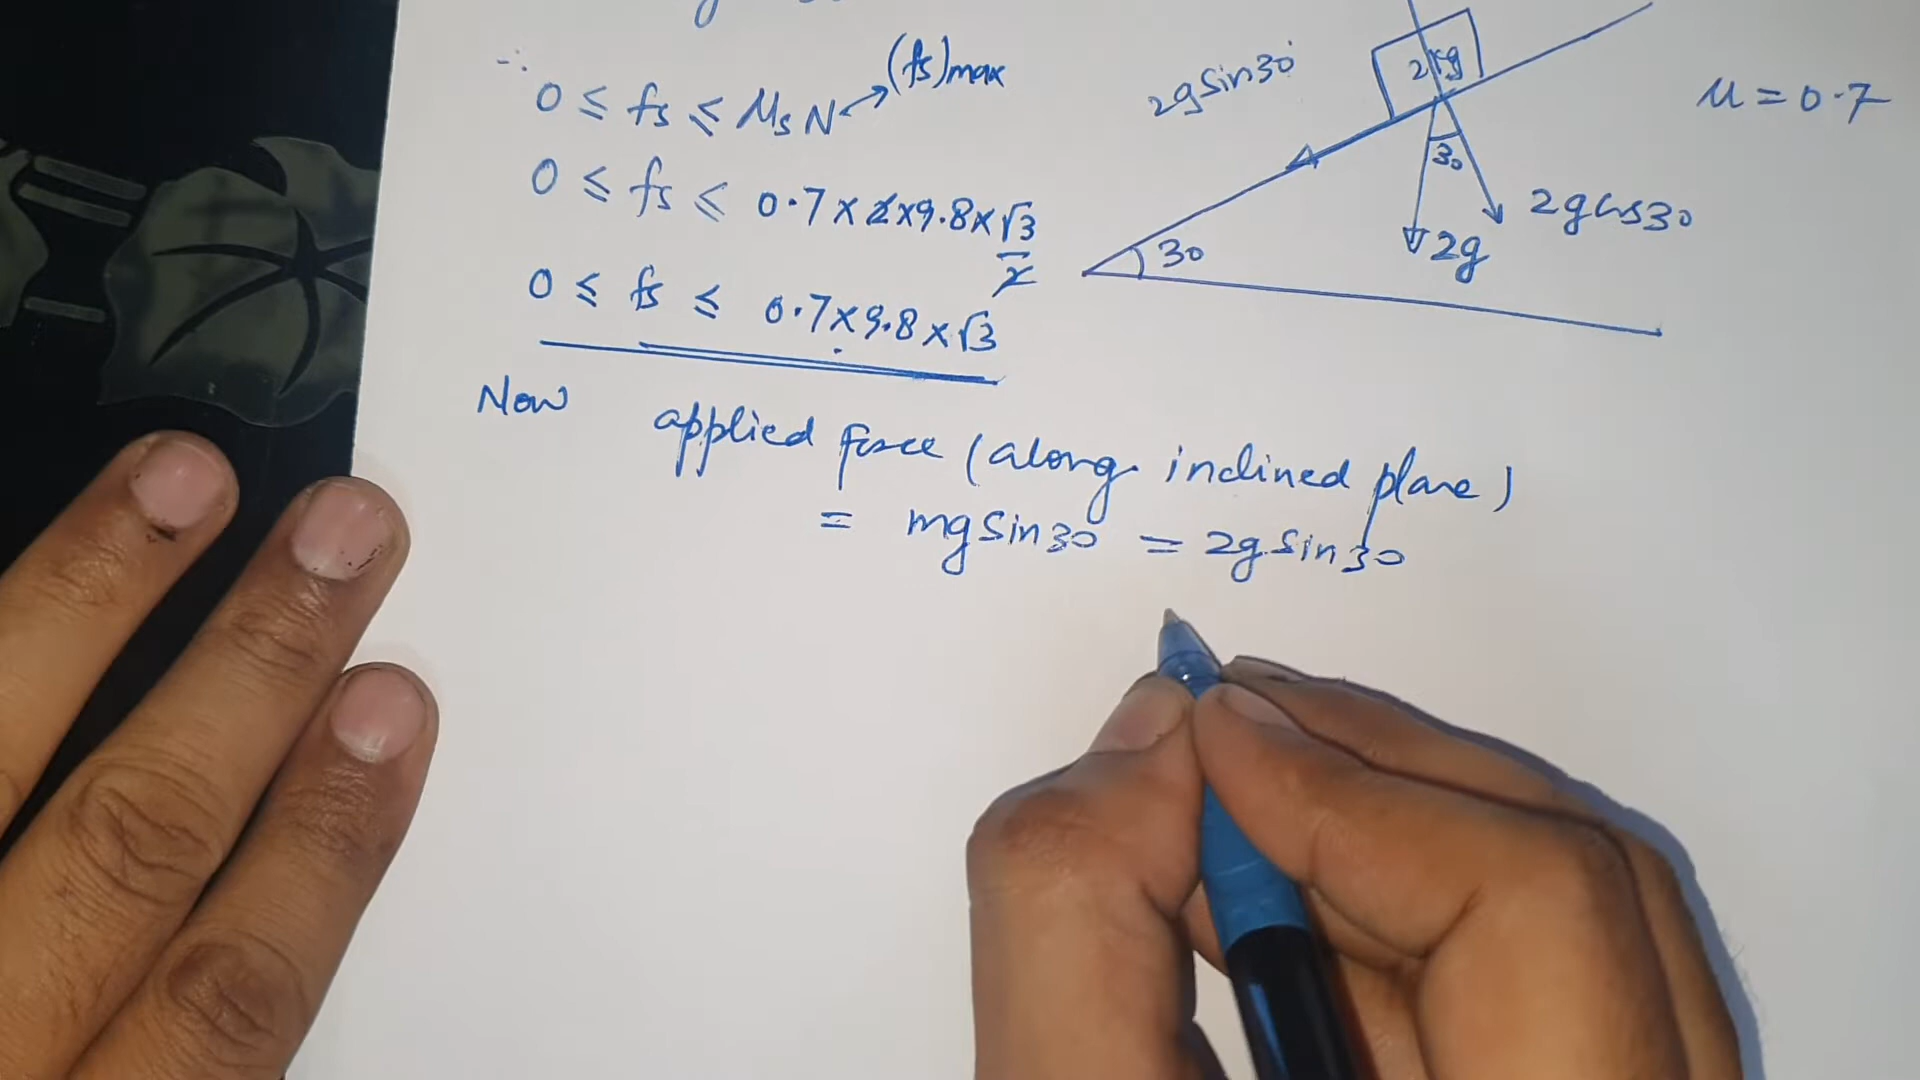 ∴
0 ≤ fs ≤ μs N → (fs)max
0 ≤ fs ≤ 0.7 × 2 × 9.8 × √3/2
0 ≤ fs ≤ 0.7 × 9.8 × √3
Now applied force (along inclined plane)
= mg sin30 = 2g sin30
2g sin30
2kg
μ = 0.7
30
2g cos30
2g
30